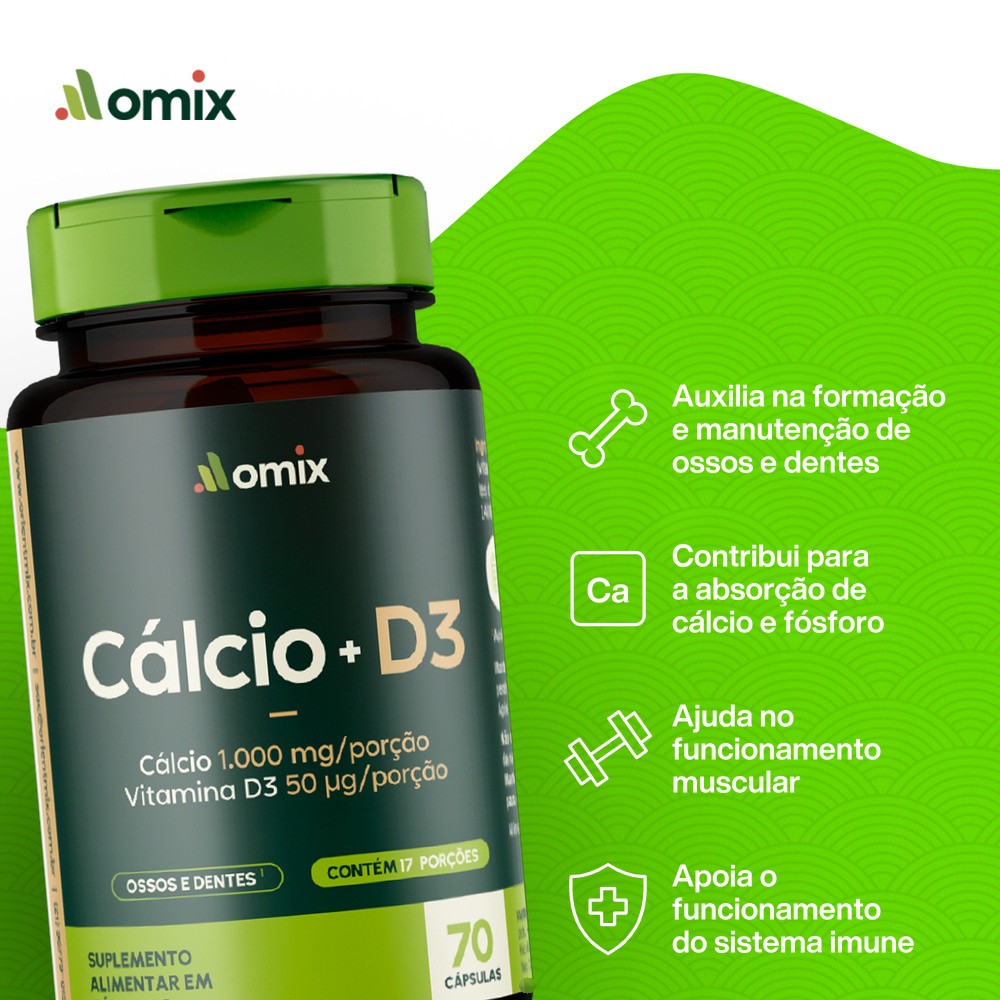 omix
omix
Cálcio + D3
Cálcio 1.000 mg/porção
Vitamina D3 50 µg/porção
OSSOS E DENTES¹
CONTÉM 17 PORÇÕES
SUPLEMENTO
ALIMENTAR EM
70
CÁPSULAS
Auxilia na formação
e manutenção de
ossos e dentes
Ca
Contribui para
a absorção de
cálcio e fósforo
Ajuda no
funcionamento
muscular
Apoia o
funcionamento
do sistema imune